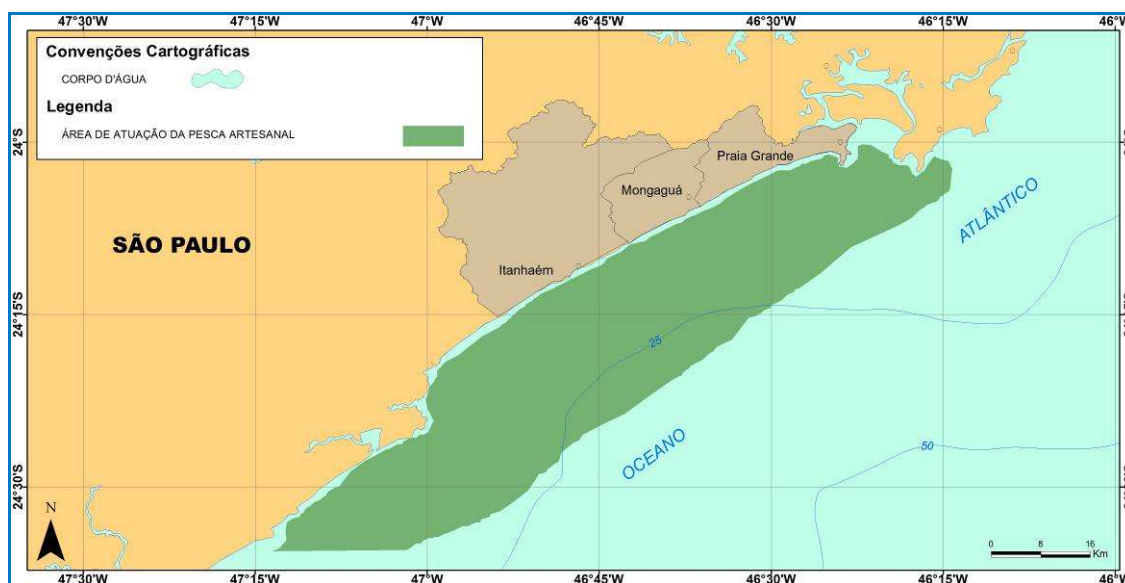 47°30'W 47°15'W 47°W 46°45'W 46°30'W 46°15'W 46°W
Convenções Cartográficas
CORPO D'ÁGUA
Legenda
ÁREA DE ATUAÇÃO DA PESCA ARTESANAL
24°S
Praia Grande
Mongaguá
ATLÂNTICO
SÃO PAULO
Itanhaém
24°15'S
25
OCEANO
50
24°30'S
N
0 8 16
Km
47°30'W 47°15'W 47°W 46°45'W 46°30'W 46°15'W 46°W